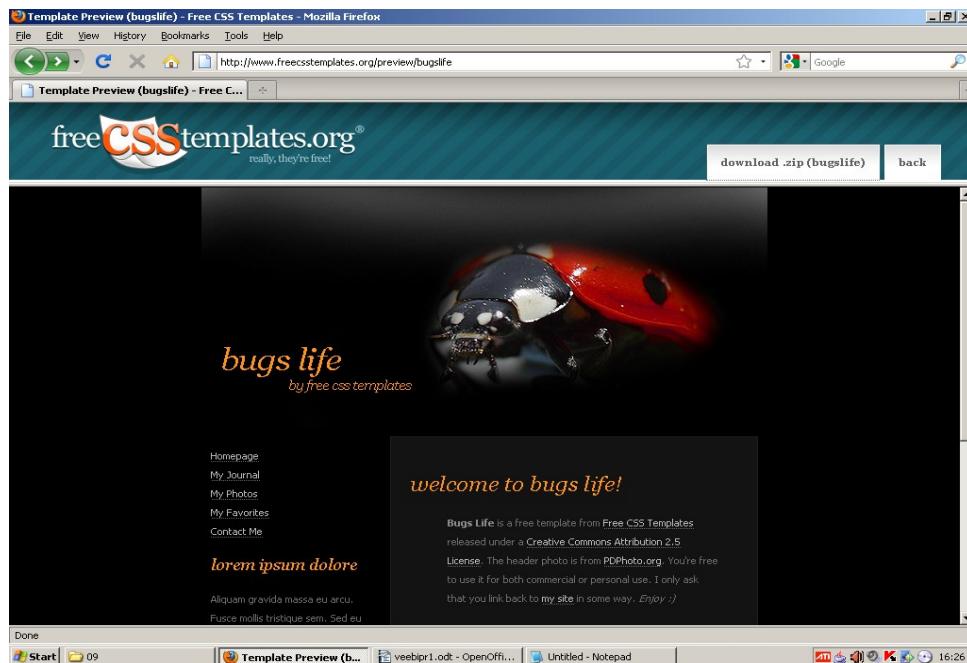 Template Preview (bugslife) - Free CSS Templates - Mozilla Firefox
File Edit View History Bookmarks Tools Help
http://www.freecsstemplates.org/preview/bugslife
Google
Template Preview (bugslife) - Free C...
free CSS templates.org®
really, they're free!
download .zip (bugslife) back
bugs life
by free css templates
Homepage
My Journal
My Photos
My Favorites
Contact Me
lorem ipsum dolore
Aliquam gravida massa eu arcu.
Fusce mollis tristique sem. Sed eu
welcome to bugs life!
Bugs Life is a free template from Free CSS Templates
released under a Creative Commons Attribution 2.5
License. The header photo is from PDPhoto.org. You're free
to use it for both commercial or personal use. I only ask
that you link back to my site in some way. Enjoy :)
Done
Start 09 Template Preview (b... veebipr1.odt - OpenOffi... Untitled - Notepad 16:26